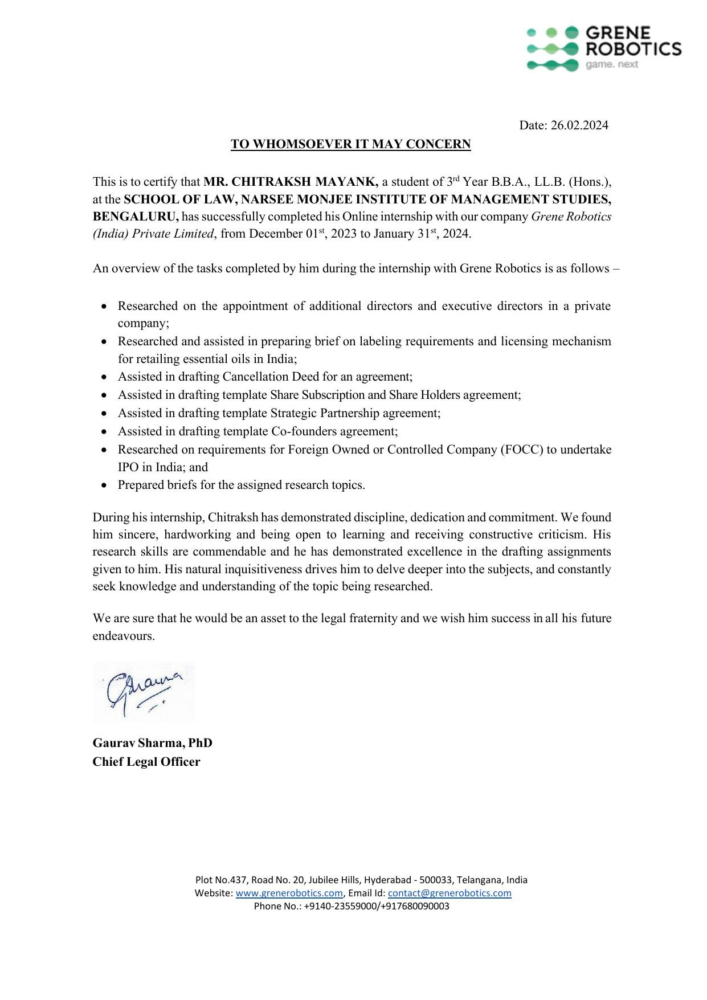 GRENE
ROBOTICS
game. next
Date: 26.02.2024
TO WHOMSOEVER IT MAY CONCERN
This is to certify that MR. CHITRAKSH MAYANK, a student of 3rd Year B.B.A., LL.B. (Hons.),
at the SCHOOL OF LAW, NARSEE MONJEE INSTITUTE OF MANAGEMENT STUDIES,
BENGALURU, has successfully completed his Online internship with our company Grene Robotics
(India) Private Limited, from December 01st, 2023 to January 31st, 2024.
An overview of the tasks completed by him during the internship with Grene Robotics is as follows –
• Researched on the appointment of additional directors and executive directors in a private
company;
• Researched and assisted in preparing brief on labeling requirements and licensing mechanism
for retailing essential oils in India;
• Assisted in drafting Cancellation Deed for an agreement;
• Assisted in drafting template Share Subscription and Share Holders agreement;
• Assisted in drafting template Strategic Partnership agreement;
• Assisted in drafting template Co-founders agreement;
• Researched on requirements for Foreign Owned or Controlled Company (FOCC) to undertake
IPO in India; and
• Prepared briefs for the assigned research topics.
During his internship, Chitraksh has demonstrated discipline, dedication and commitment. We found
him sincere, hardworking and being open to learning and receiving constructive criticism. His
research skills are commendable and he has demonstrated excellence in the drafting assignments
given to him. His natural inquisitiveness drives him to delve deeper into the subjects, and constantly
seek knowledge and understanding of the topic being researched.
We are sure that he would be an asset to the legal fraternity and we wish him success in all his future
endeavours.
GSharma
Gaurav Sharma, PhD
Chief Legal Officer
Plot No.437, Road No. 20, Jubilee Hills, Hyderabad - 500033, Telangana, India
Website: www.grenerobotics.com, Email Id: contact@grenerobotics.com
Phone No.: +9140-23559000/+917680090003